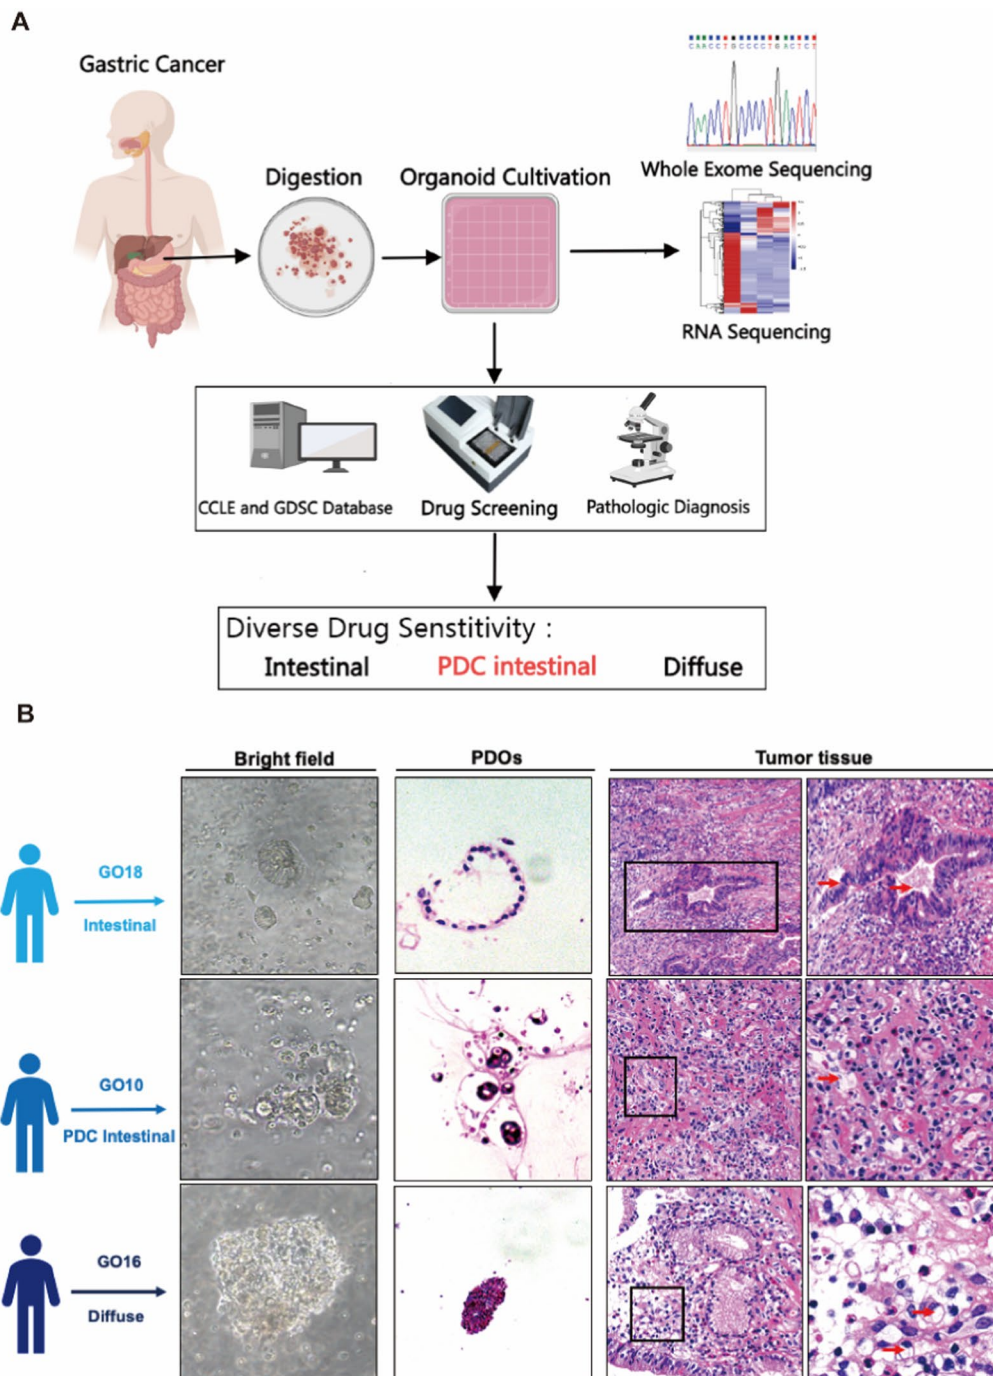 A
Gastric Cancer
Digestion
Organoid Cultivation
CAACCTGCCCCTGACTCT
Whole Exome Sequencing
RNA Sequencing
CCLE and GDSC Database
Drug Screening
Pathologic Diagnosis
Diverse Drug Senstitivity :
Intestinal PDC intestinal Diffuse
B
Bright field PDOs Tumor tissue
GO18
Intestinal
GO10
PDC Intestinal
GO16
Diffuse